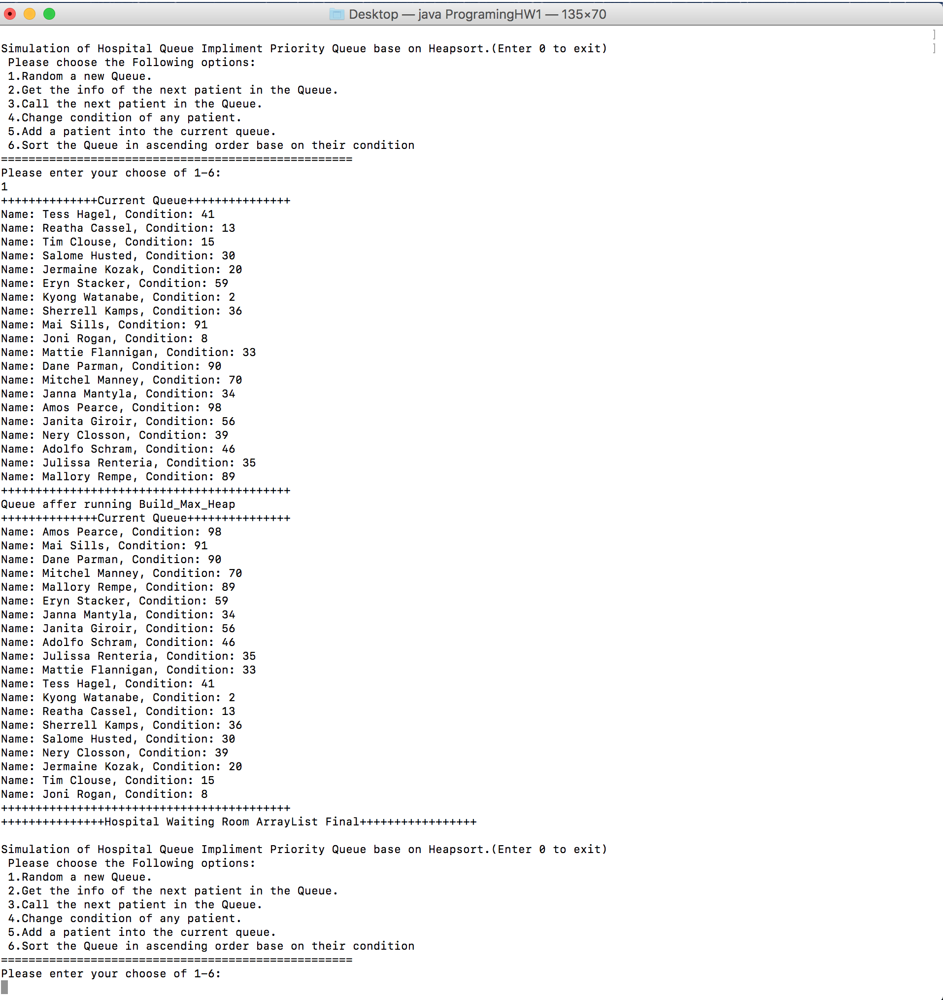 Desktop — java ProgramingHW1 — 135×70
]
Simulation of Hospital Queue Impliment Priority Queue base on Heapsort.(Enter 0 to exit) ]
Please choose the Following options:
1.Random a new Queue.
2.Get the info of the next patient in the Queue.
3.Call the next patient in the Queue.
4.Change condition of any patient.
5.Add a patient into the current queue.
6.Sort the Queue in ascending order base on their condition
===================================================
Please enter your choose of 1-6:
1
++++++++++++++Current Queue+++++++++++++++
Name: Tess Hagel, Condition: 41
Name: Reatha Cassel, Condition: 13
Name: Tim Clouse, Condition: 15
Name: Salome Husted, Condition: 30
Name: Jermaine Kozak, Condition: 20
Name: Eryn Stacker, Condition: 59
Name: Kyong Watanabe, Condition: 2
Name: Sherrell Kamps, Condition: 36
Name: Mai Sills, Condition: 91
Name: Joni Rogan, Condition: 8
Name: Mattie Flannigan, Condition: 33
Name: Dane Parman, Condition: 90
Name: Mitchel Manney, Condition: 70
Name: Janna Mantyla, Condition: 34
Name: Amos Pearce, Condition: 98
Name: Janita Giroir, Condition: 56
Name: Nery Closson, Condition: 39
Name: Adolfo Schram, Condition: 46
Name: Julissa Renteria, Condition: 35
Name: Mallory Rempe, Condition: 89
++++++++++++++++++++++++++++++++++++++++++
Queue affer running Build_Max_Heap
++++++++++++++Current Queue+++++++++++++++
Name: Amos Pearce, Condition: 98
Name: Mai Sills, Condition: 91
Name: Dane Parman, Condition: 90
Name: Mitchel Manney, Condition: 70
Name: Mallory Rempe, Condition: 89
Name: Eryn Stacker, Condition: 59
Name: Janna Mantyla, Condition: 34
Name: Janita Giroir, Condition: 56
Name: Adolfo Schram, Condition: 46
Name: Julissa Renteria, Condition: 35
Name: Mattie Flannigan, Condition: 33
Name: Tess Hagel, Condition: 41
Name: Kyong Watanabe, Condition: 2
Name: Reatha Cassel, Condition: 13
Name: Sherrell Kamps, Condition: 36
Name: Salome Husted, Condition: 30
Name: Nery Closson, Condition: 39
Name: Jermaine Kozak, Condition: 20
Name: Tim Clouse, Condition: 15
Name: Joni Rogan, Condition: 8
++++++++++++++++++++++++++++++++++++++++++
+++++++++++++++Hospital Waiting Room ArrayList Final+++++++++++++++++
Simulation of Hospital Queue Impliment Priority Queue base on Heapsort.(Enter 0 to exit)
Please choose the Following options:
1.Random a new Queue.
2.Get the info of the next patient in the Queue.
3.Call the next patient in the Queue.
4.Change condition of any patient.
5.Add a patient into the current queue.
6.Sort the Queue in ascending order base on their condition
===================================================
Please enter your choose of 1-6: